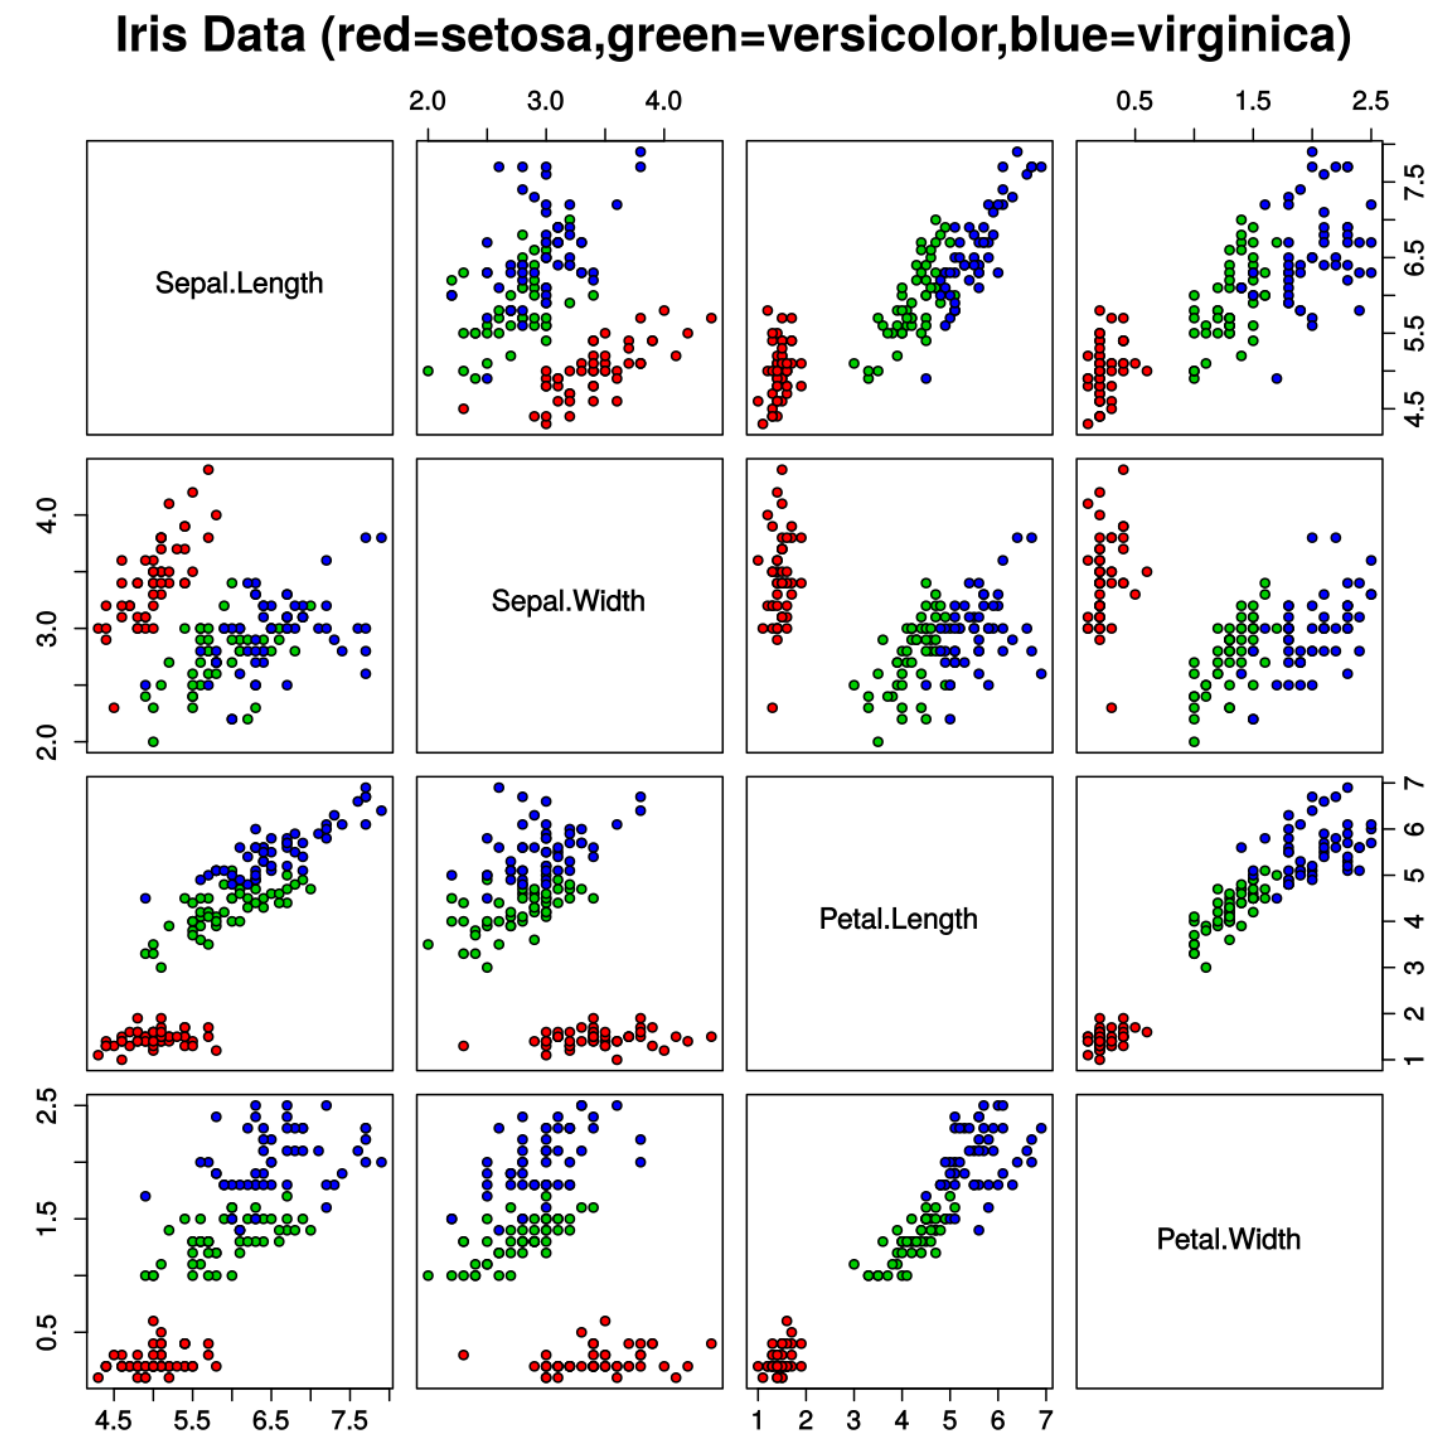 Iris Data (red=setosa,green=versicolor,blue=virginica)
2.0 3.0 4.0 0.5 1.5 2.5
Sepal.Length
4.5 5.5 6.5 7.5
2.0 3.0 4.0
Sepal.Width
Petal.Length
1 2 3 4 5 6 7
0.5 1.5 2.5
Petal.Width
4.5 5.5 6.5 7.5 1 2 3 4 5 6 7